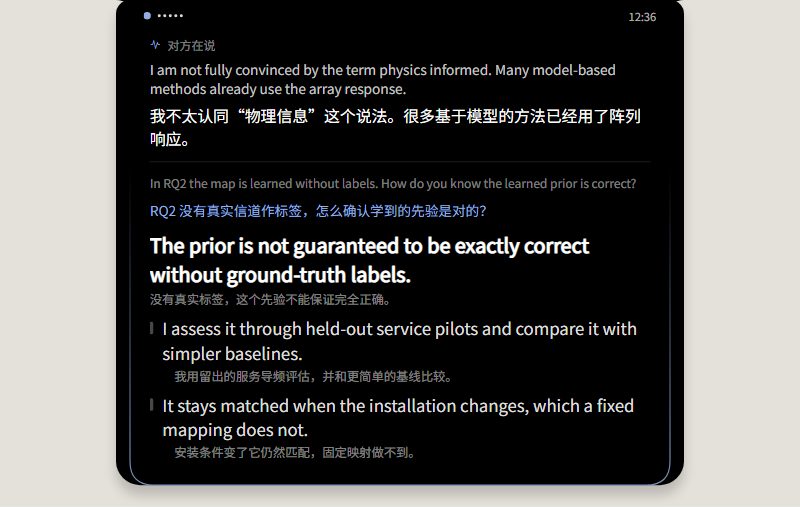 •••••
12:36
对方在说
I am not fully convinced by the term physics informed. Many model-based
methods already use the array response.
我不太认同“物理信息”这个说法。很多基于模型的方法已经用了阵列
响应。
In RQ2 the map is learned without labels. How do you know the learned prior is correct?
RQ2 没有真实信道作标签，怎么确认学到的先验是对的？
The prior is not guaranteed to be exactly correct
without ground-truth labels.
没有真实标签，这个先验不能保证完全正确。
I assess it through held-out service pilots and compare it with
simpler baselines.
我用留出的服务导频评估，并和更简单的基线比较。
It stays matched when the installation changes, which a fixed
mapping does not.
安装条件变了它仍然匹配，固定映射做不到。